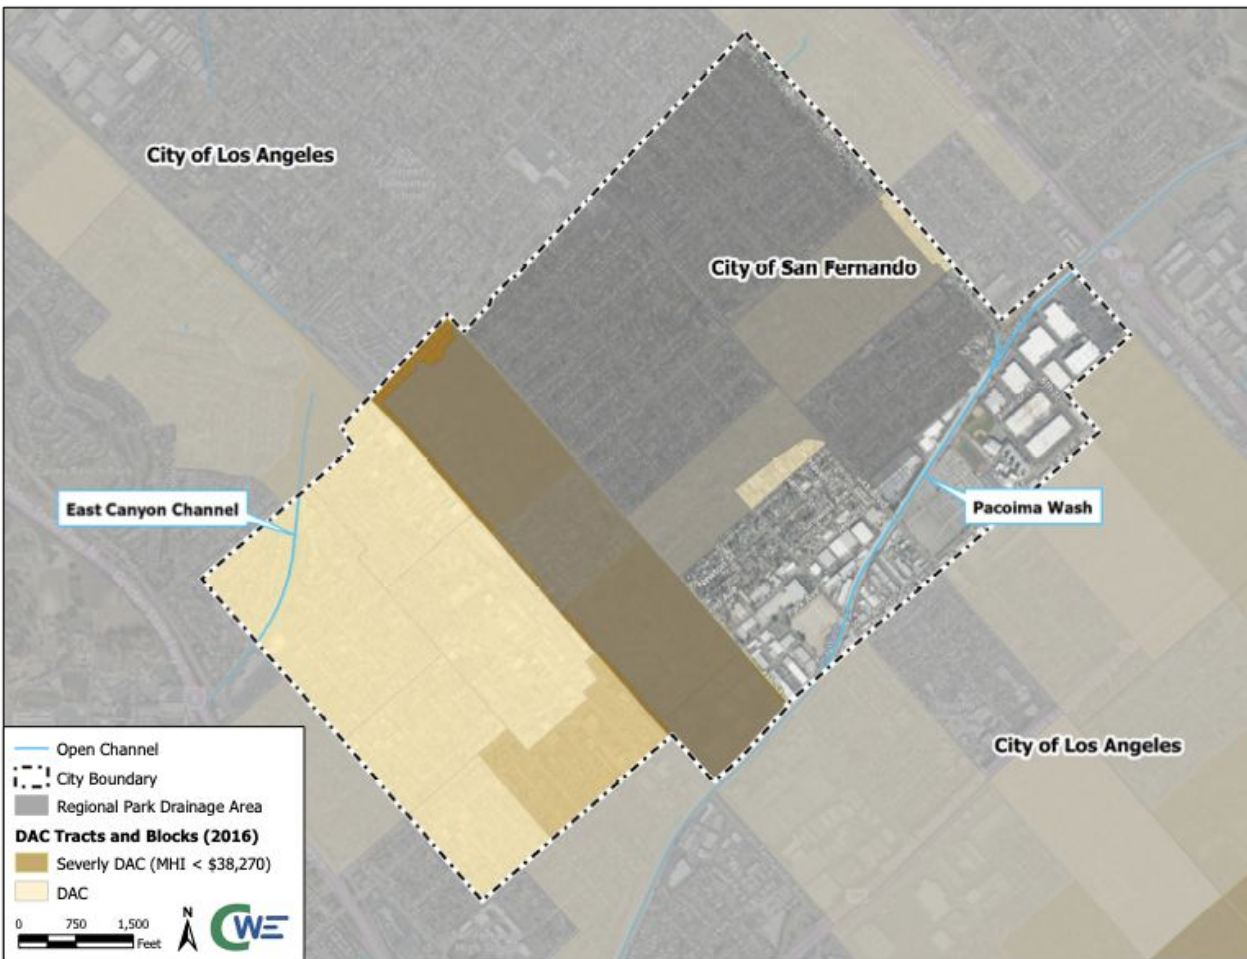 City of Los Angeles
City of San Fernando
East Canyon Channel
Pacoima Wash
City of Los Angeles
Open Channel
City Boundary
Regional Park Drainage Area
DAC Tracts and Blocks (2016)
Severly DAC (MHI < $38,270)
DAC
0 750 1,500
Feet
N
CWE